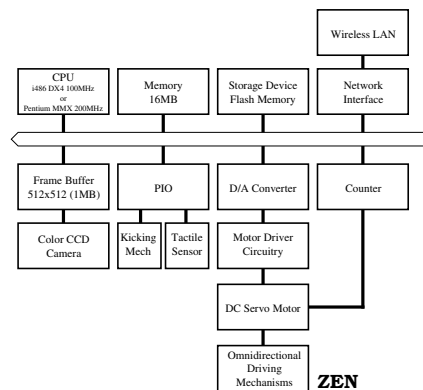 Wireless LAN
CPU
i486 DX4 100MHz
or
Pentium MMX 200MHz
Memory
16MB
Storage Device
Flash Memory
Network
Interface
Frame Buffer
512x512 (1MB)
PIO
D/A Converter
Counter
Color CCD
Camera
Kicking
Mech
Tactile
Sensor
Motor Driver
Circuitry
DC Servo Motor
Omnidirectional
Driving
Mechanisms
ZEN